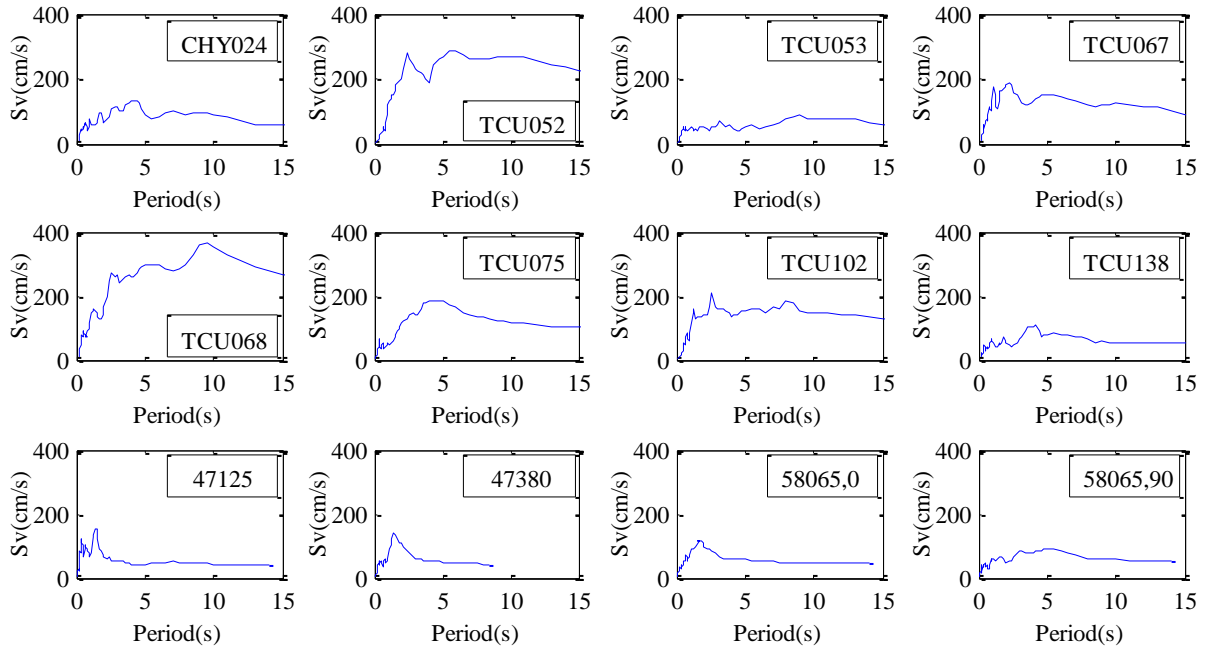 400
200
0
Sv(cm/s)
CHY024
0 5 10 15
Period(s)
400
200
0
Sv(cm/s)
TCU052
0 5 10 15
Period(s)
400
200
0
Sv(cm/s)
TCU053
0 5 10 15
Period(s)
400
200
0
Sv(cm/s)
TCU067
0 5 10 15
Period(s)
400
200
0
Sv(cm/s)
TCU068
0 5 10 15
Period(s)
400
200
0
Sv(cm/s)
TCU075
0 5 10 15
Period(s)
400
200
0
Sv(cm/s)
TCU102
0 5 10 15
Period(s)
400
200
0
Sv(cm/s)
TCU138
0 5 10 15
Period(s)
400
200
0
Sv(cm/s)
47125
0 5 10 15
Period(s)
400
200
0
Sv(cm/s)
47380
0 5 10 15
Period(s)
400
200
0
Sv(cm/s)
58065,0
0 5 10 15
Period(s)
400
200
0
Sv(cm/s)
58065,90
0 5 10 15
Period(s)